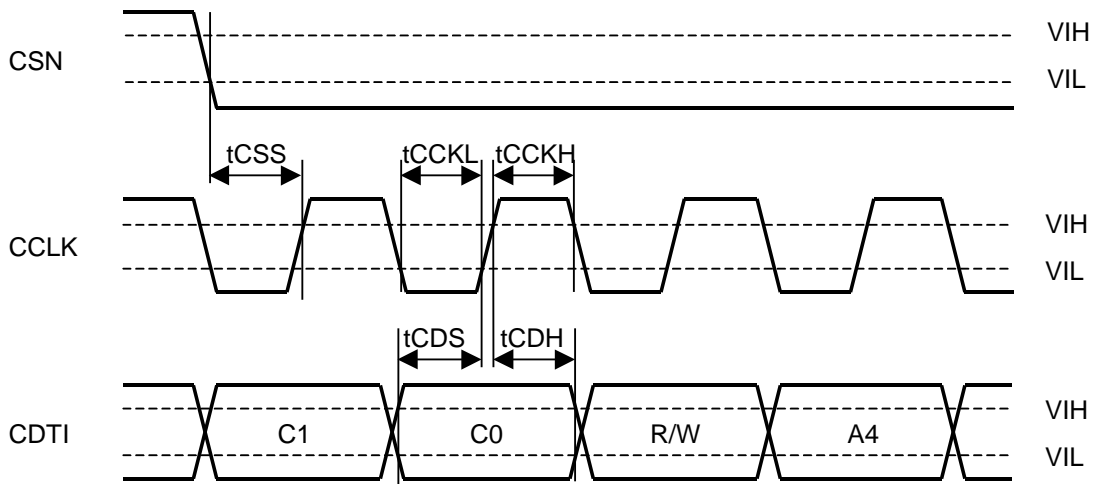 VIH
CSN
VIL
tCSS tCCKL tCCKH
VIH
CCLK
VIL
tCDS tCDH
VIH
CDTI C1 C0 R/W A4
VIL